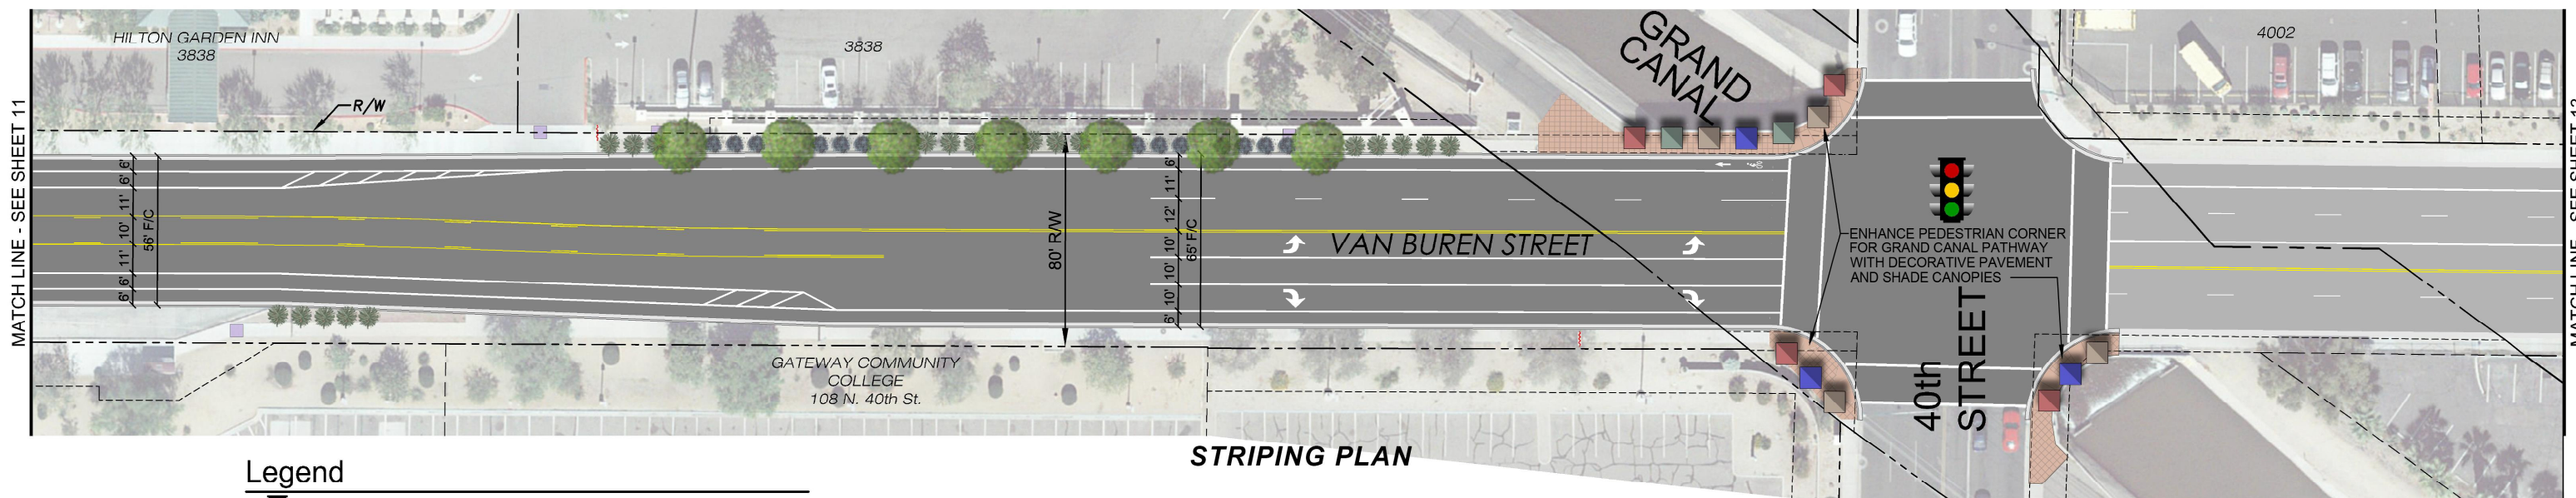 MATCH LINE - SEE SHEET 11
HILTON GARDEN INN
3838
R/W
3838
GRAND
CANAL
4002
6'
6'
11'
10'
11'
6'
6'
56' F/C
80' R/W
6'
11'
12'
10'
10'
10'
6'
65' F/C
VAN BUREN STREET
ENHANCE PEDESTRIAN CORNER
FOR GRAND CANAL PATHWAY
WITH DECORATIVE PAVEMENT
AND SHADE CANOPIES
40th
STREET
GATEWAY COMMUNITY
COLLEGE
108 N. 40th St.
STRIPING PLAN
Legend